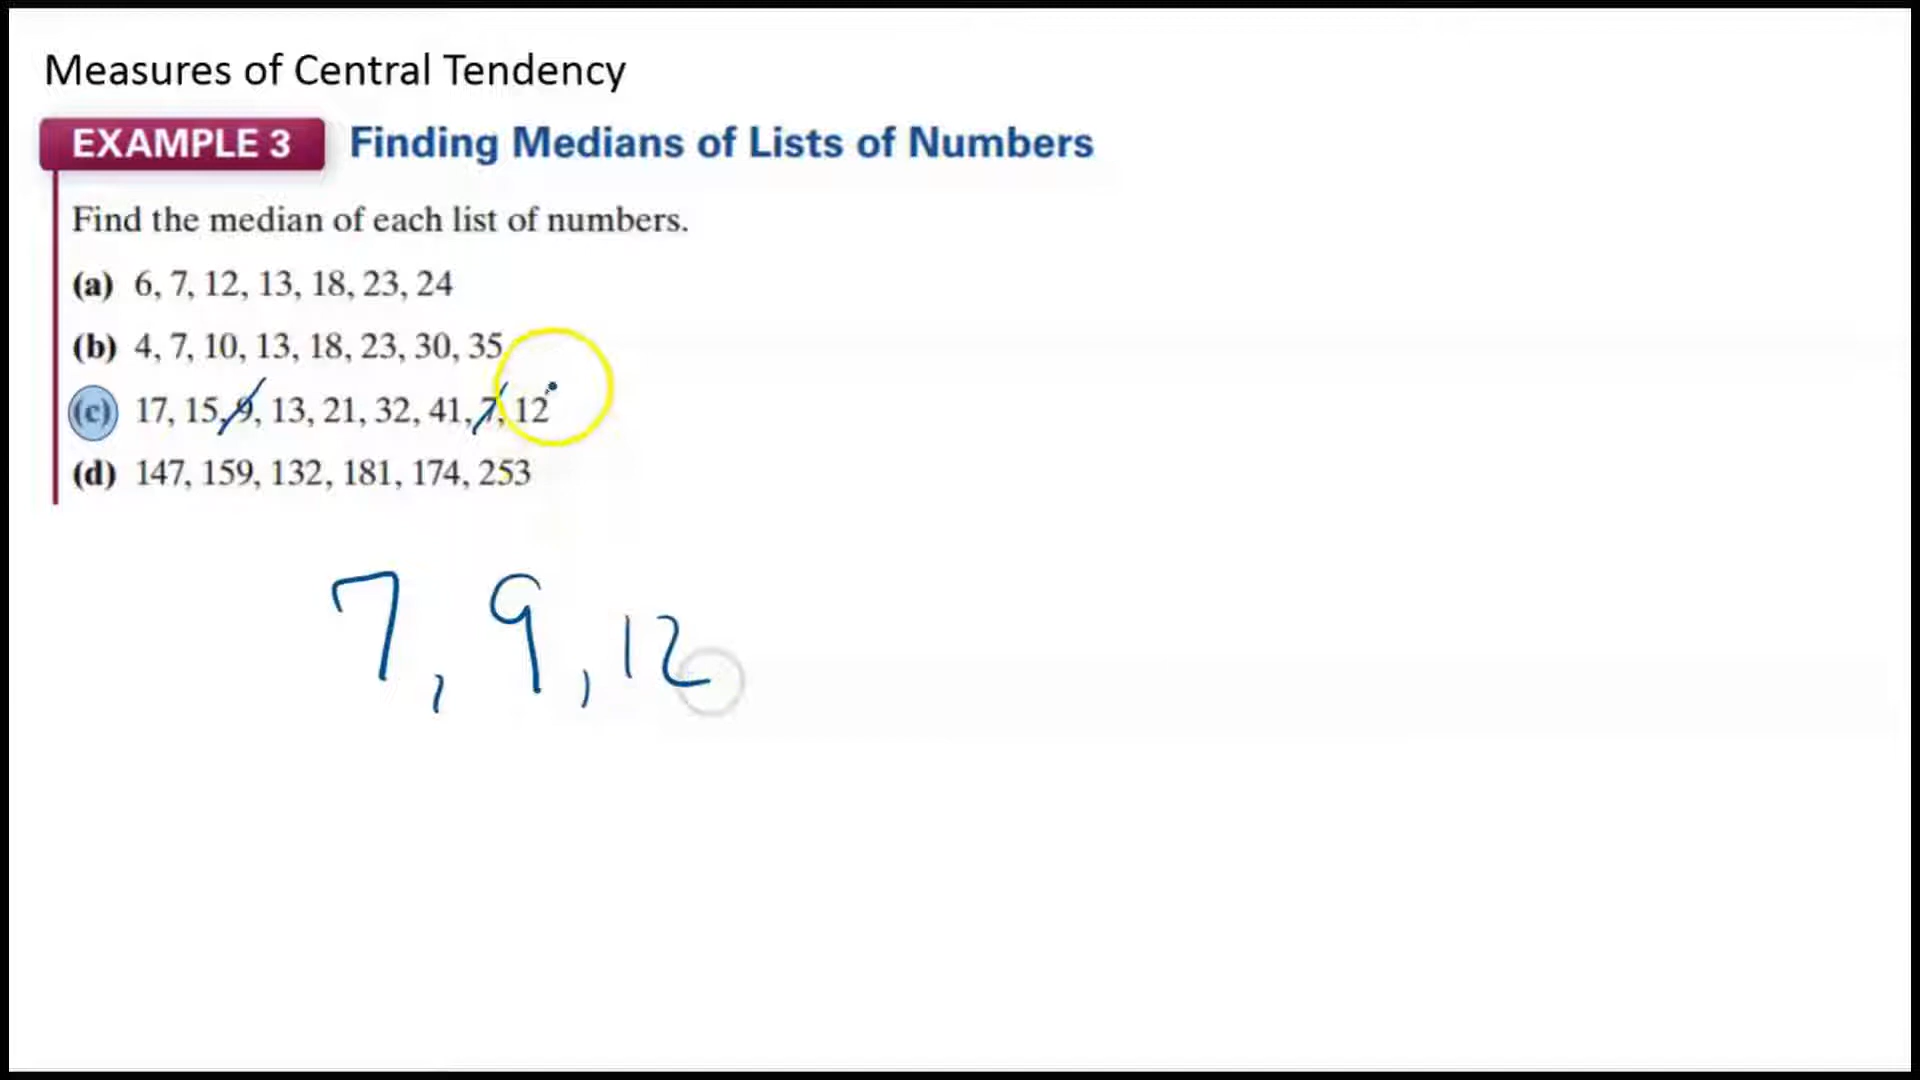 Measures of Central Tendency
EXAMPLE 3 Finding Medians of Lists of Numbers
Find the median of each list of numbers.
(a) 6, 7, 12, 13, 18, 23, 24
(b) 4, 7, 10, 13, 18, 23, 30, 35
(c) 17, 15, 9, 13, 21, 32, 41, 7, 12
(d) 147, 159, 132, 181, 174, 253
7, 9, 12